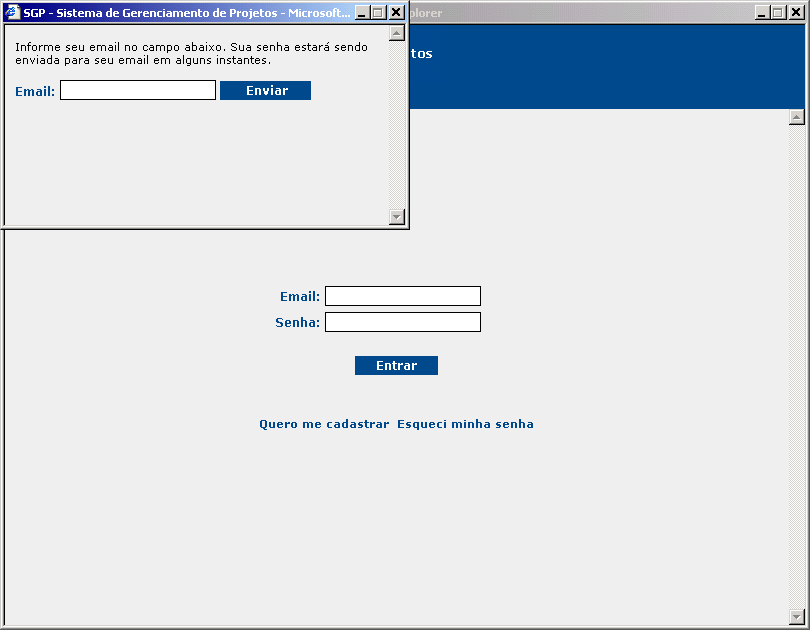 SGP - Sistema de Gerenciamento de Projetos - Microsoft...
Informe seu email no campo abaixo. Sua senha estará sendo
enviada para seu email em alguns instantes.
Email:
Enviar
plorer
tos
Email:
Senha:
Entrar
Quero me cadastrar Esqueci minha senha